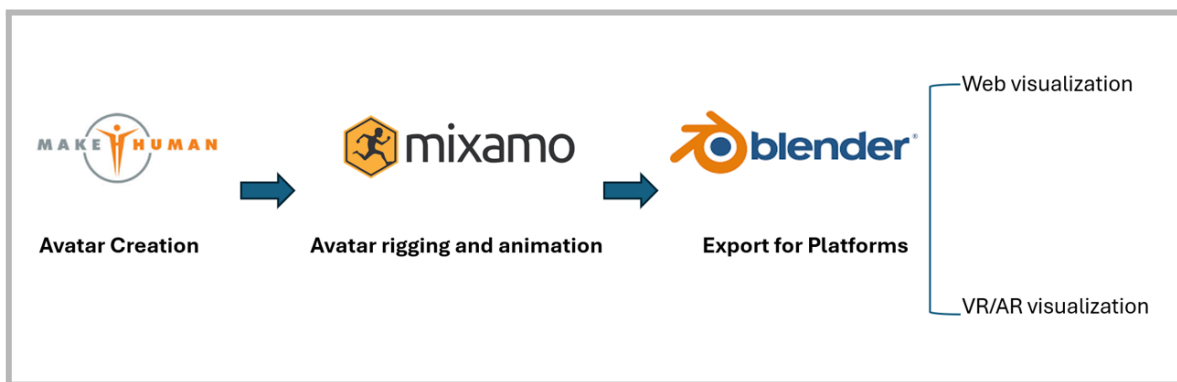 MAKE HUMAN
mixamo
blender®
Avatar Creation
Avatar rigging and animation
Export for Platforms
Web visualization
VR/AR visualization